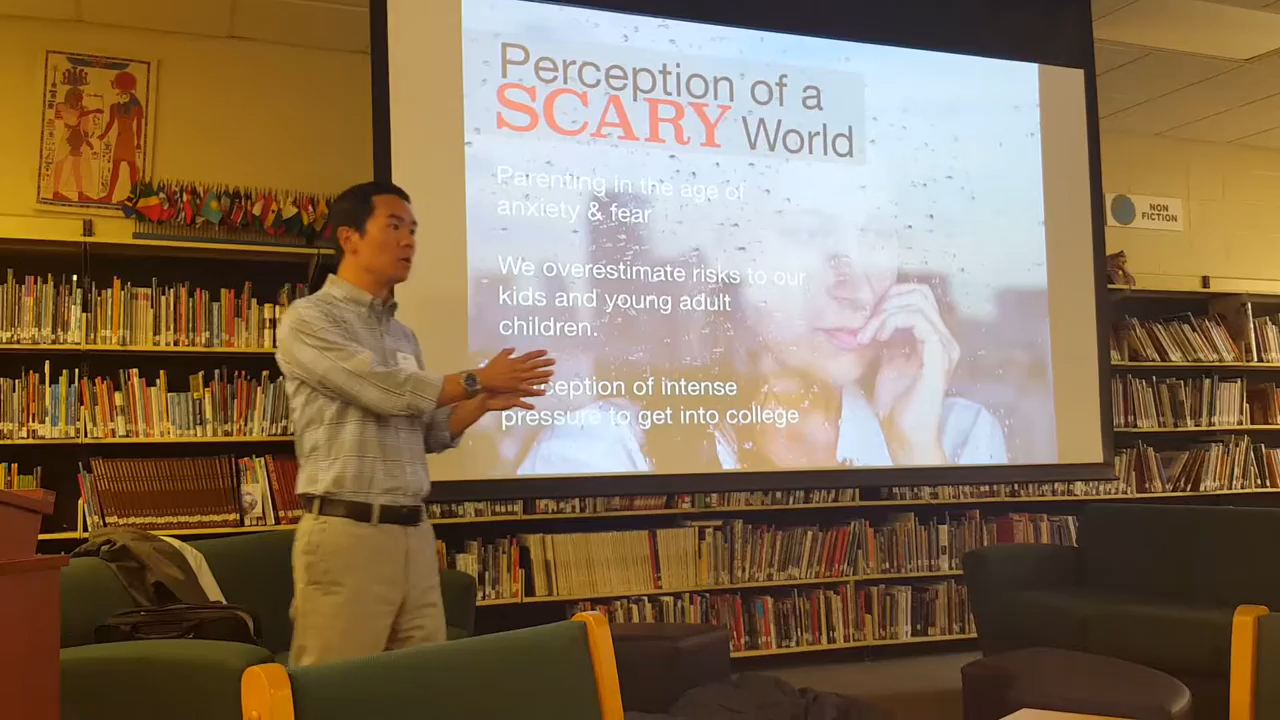 Perception of a
SCARY World
Parenting in the age of
anxiety & fear
We overestimate risks to our
kids and young adult
children.
ception of intense
pressure to get into college
NON
FICTION